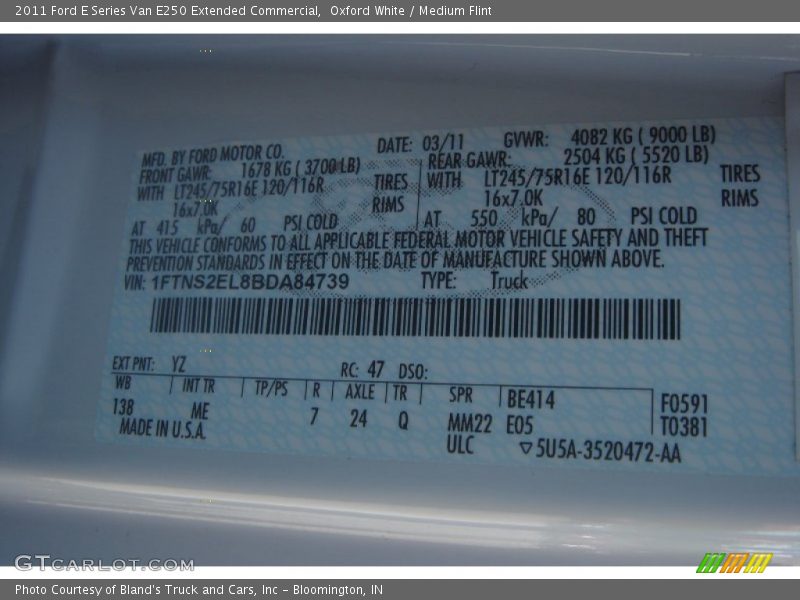 2011 Ford E Series Van E250 Extended Commercial,  Oxford White / Medium Flint
MFD. BY FORD MOTOR CO. DATE: 03/11 GVWR: 4082 KG ( 9000 LB)
FRONT GAWR: 1678 KG ( 3700 LB) REAR GAWR: 2504 KG ( 5520 LB)
WITH LT245/75R16E 120/116R TIRES WITH LT245/75R16E 120/116R TIRES
16x7.0K RIMS 16x7.0K RIMS
AT 415 kPa/ 60 PSI COLD AT 550 kPa/ 80 PSI COLD
THIS VEHICLE CONFORMS TO ALL APPLICABLE FEDERAL MOTOR VEHICLE SAFETY AND THEFT
PREVENTION STANDARDS IN EFFECT ON THE DATE OF MANUFACTURE SHOWN ABOVE.
VIN: 1FTNS2EL8BDA84739 TYPE: Truck
EXT PNT: YZ RC: 47 DSO:
WB INT TR TP/PS R AXLE TR SPR BE414 F0591
138 ME 7 24 Q MM22 E05 T0381
MADE IN U.S.A. ULC ▽5U5A-3520472-AA
GTCARLOT.COM
Photo Courtesy of Bland's Truck and Cars, Inc – Bloomington, IN